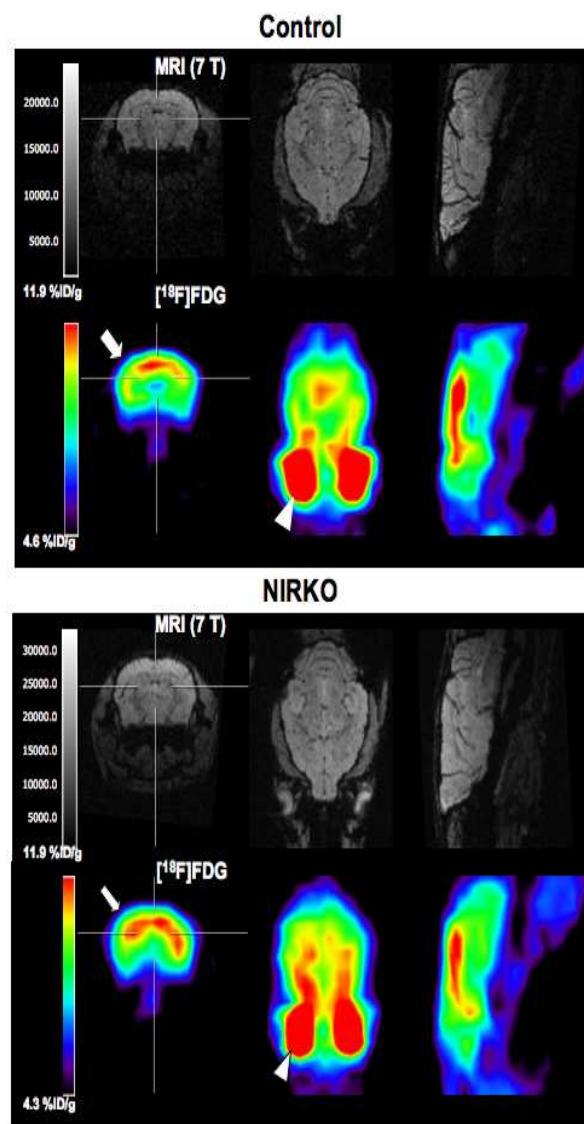 Control
MRI (7 T)
20000.0
15000.0
10000.0
5000.0
11.9 %ID/g
[¹⁸F]FDG
4.6 %ID/g
NIRKO
MRI (7 T)
30000.0
25000.0
20000.0
15000.0
10000.0
5000.0
11.9 %ID/g
[¹⁸F]FDG
4.3 %ID/g